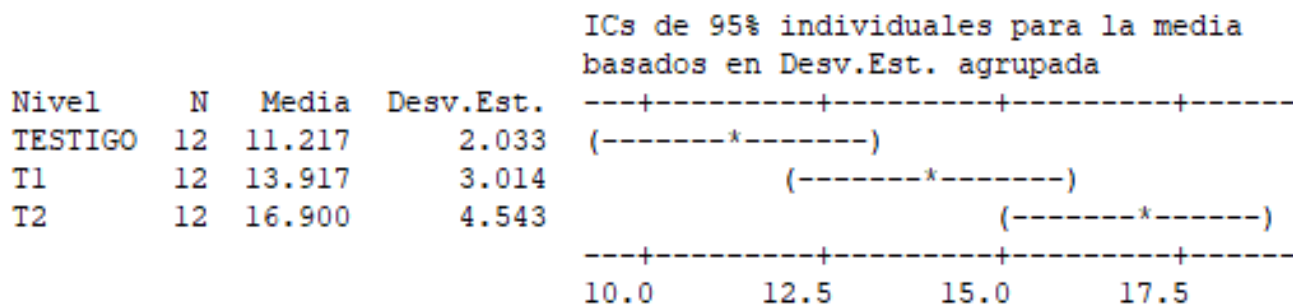 ICs de 95% individuales para la media
basados en Desv.Est. agrupada
Nivel      N   Media  Desv.Est.  ---+---------+---------+---------+------
TESTIGO  12  11.217      2.033  (-------*-------)
T1       12  13.917      3.014             (-------*-------)
T2       12  16.900      4.543                         (-------*------)
---+---------+---------+---------+------
10.0      12.5      15.0      17.5